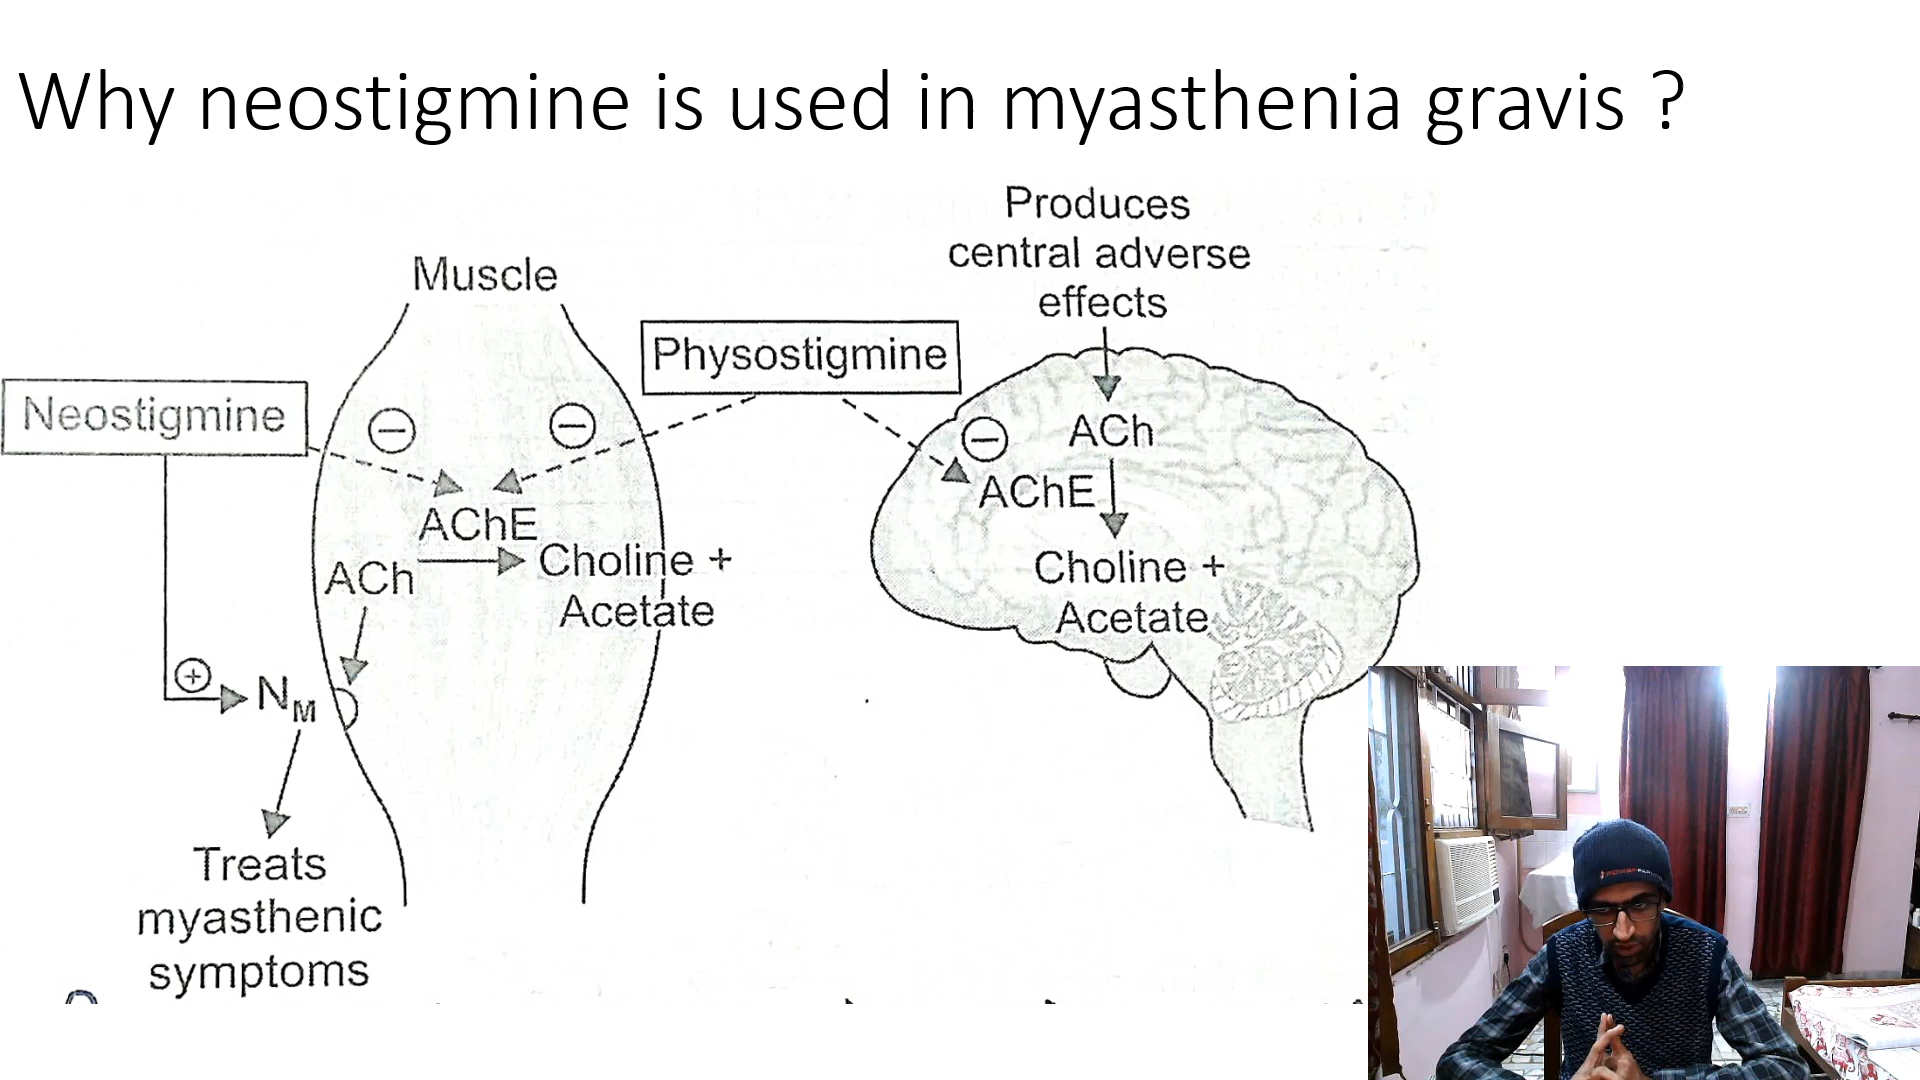 Why neostigmine is used in myasthenia gravis ?
Produces
central adverse
effects
Muscle
Physostigmine
Neostigmine
ACh
AChE
Choline +
Acetate
AChE
ACh
Choline +
Acetate
NM
Treats
myasthenic
symptoms